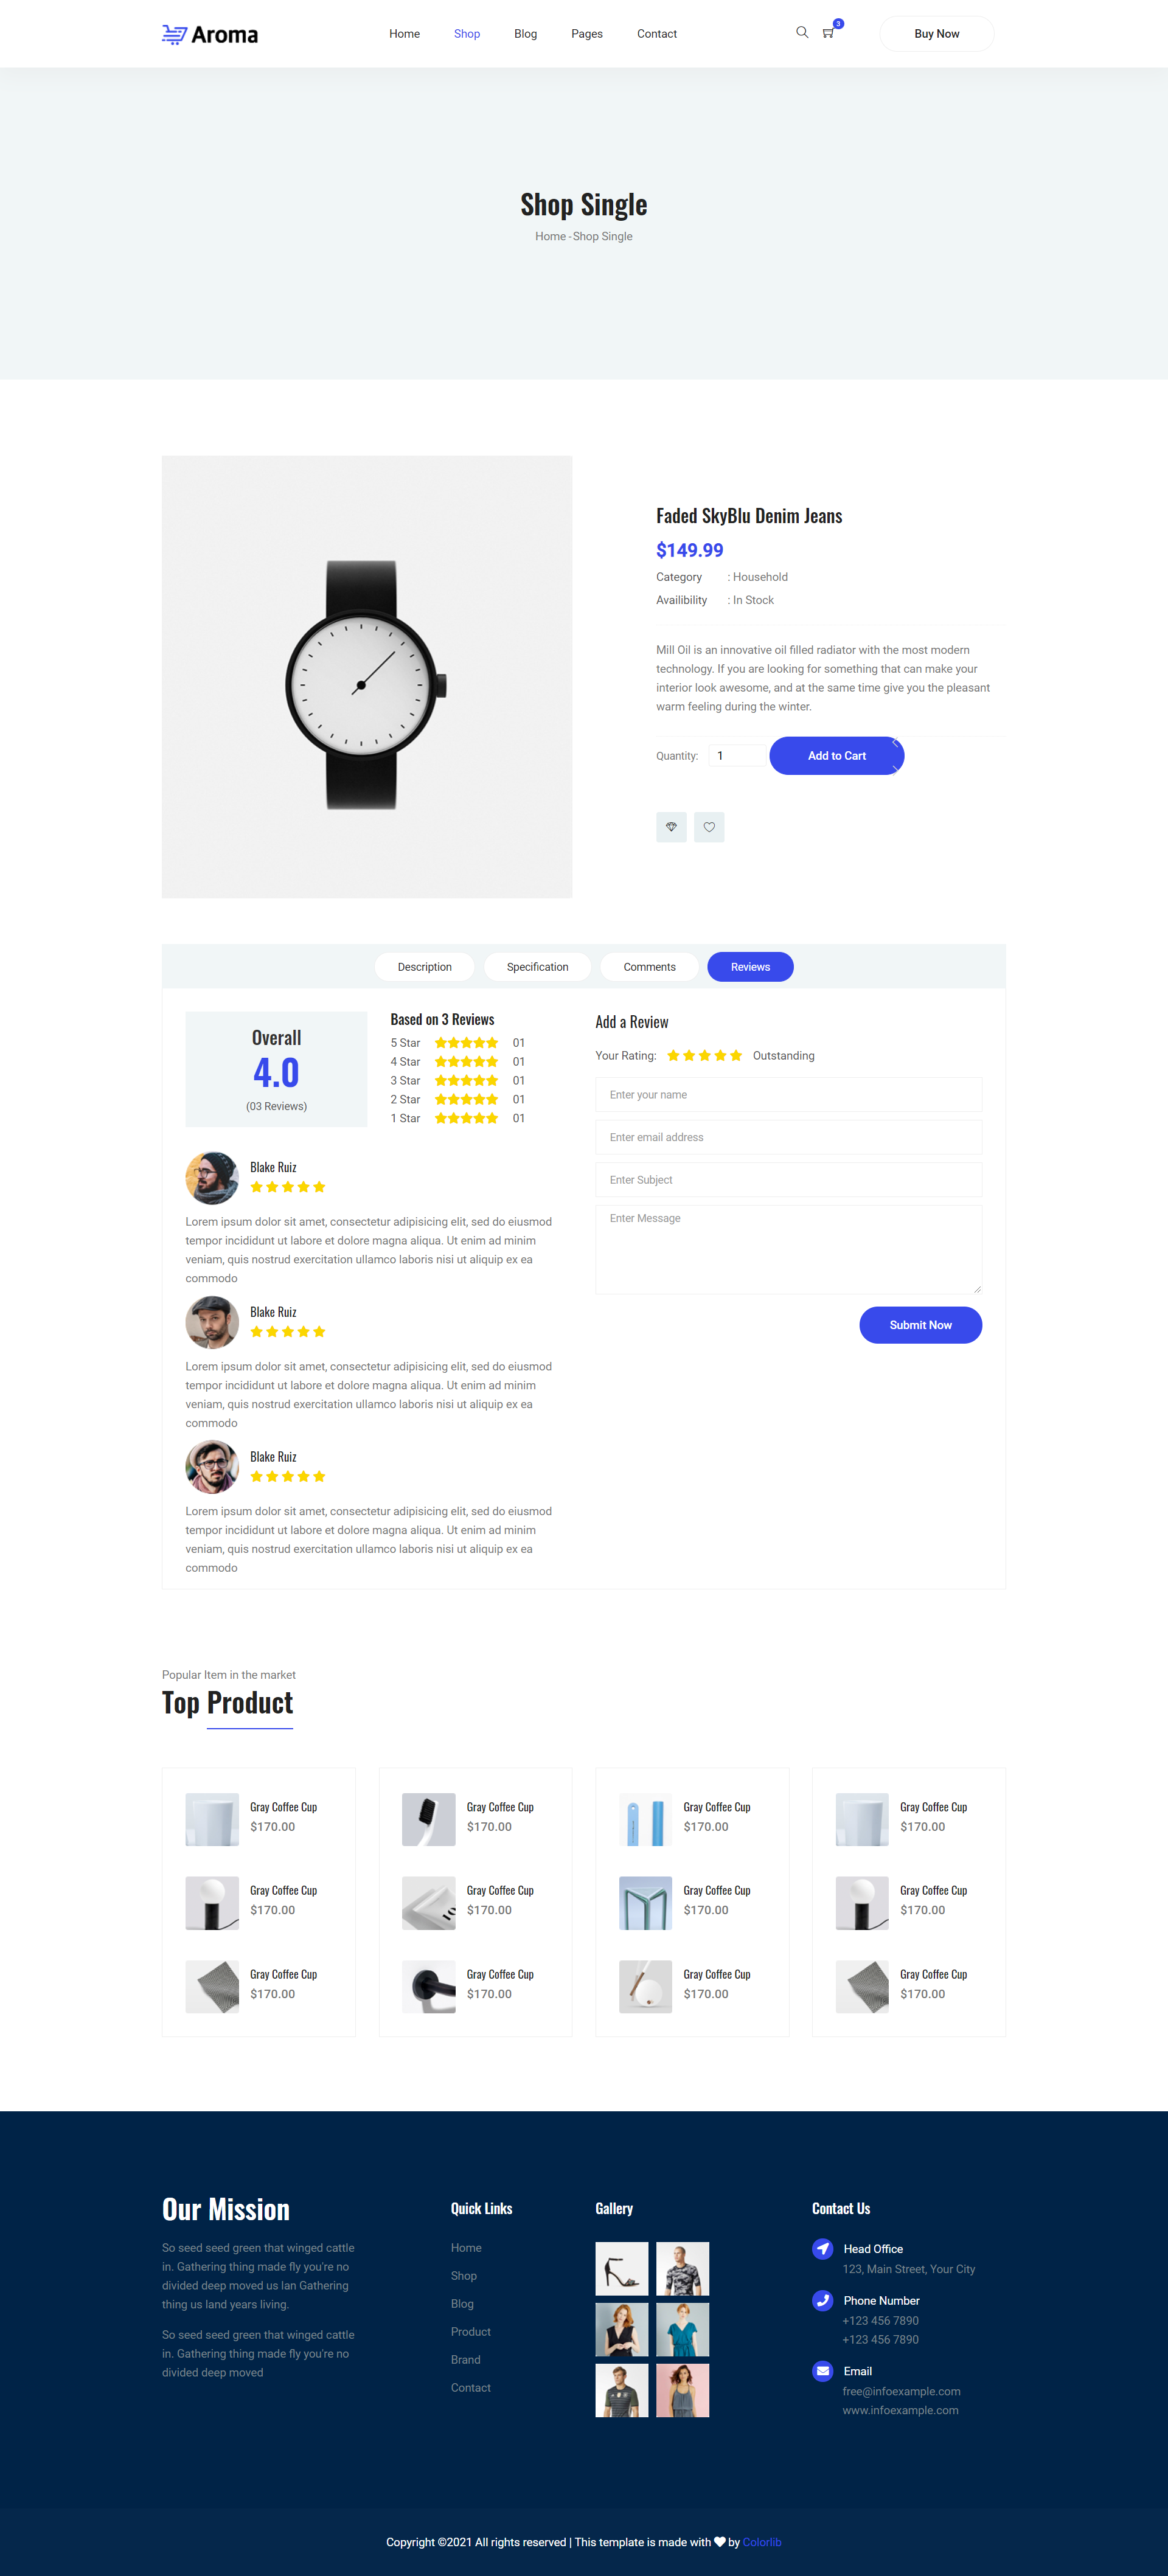 Aroma
Home
Shop
Blog
Pages
Contact
3
Buy Now
Shop Single
Home - Shop Single
Faded SkyBlu Denim Jeans
$149.99
Category : Household
Availibility : In Stock
Mill Oil is an innovative oil filled radiator with the most modern
technology. If you are looking for something that can make your
interior look awesome, and at the same time give you the pleasant
warm feeling during the winter.
Quantity: 1 Add to Cart
Description
Specification
Comments
Reviews
Overall
4.0
(03 Reviews)
Based on 3 Reviews
5 Star 01
4 Star 01
3 Star 01
2 Star 01
1 Star 01
Blake Ruiz
Lorem ipsum dolor sit amet, consectetur adipisicing elit, sed do eiusmod
tempor incididunt ut labore et dolore magna aliqua. Ut enim ad minim
veniam, quis nostrud exercitation ullamco laboris nisi ut aliquip ex ea
commodo
Blake Ruiz
Lorem ipsum dolor sit amet, consectetur adipisicing elit, sed do eiusmod
tempor incididunt ut labore et dolore magna aliqua. Ut enim ad minim
veniam, quis nostrud exercitation ullamco laboris nisi ut aliquip ex ea
commodo
Blake Ruiz
Lorem ipsum dolor sit amet, consectetur adipisicing elit, sed do eiusmod
tempor incididunt ut labore et dolore magna aliqua. Ut enim ad minim
veniam, quis nostrud exercitation ullamco laboris nisi ut aliquip ex ea
commodo
Add a Review
Your Rating: Outstanding
Enter your name
Enter email address
Enter Subject
Enter Message
Submit Now
Popular Item in the market
Top Product
Gray Coffee Cup
$170.00
Gray Coffee Cup
$170.00
Gray Coffee Cup
$170.00
Gray Coffee Cup
$170.00
Gray Coffee Cup
$170.00
Gray Coffee Cup
$170.00
Gray Coffee Cup
$170.00
Gray Coffee Cup
$170.00
Gray Coffee Cup
$170.00
Gray Coffee Cup
$170.00
Gray Coffee Cup
$170.00
Gray Coffee Cup
$170.00
Our Mission
So seed seed green that winged cattle
in. Gathering thing made fly you're no
divided deep moved us lan Gathering
thing us land years living.
So seed seed green that winged cattle
in. Gathering thing made fly you're no
divided deep moved
Quick Links
Home
Shop
Blog
Product
Brand
Contact
Gallery
Contact Us
Head Office
123, Main Street, Your City
Phone Number
+123 456 7890
+123 456 7890
Email
free@infoexample.com
www.infoexample.com
Copyright ©2021 All rights reserved | This template is made with by Colorlib